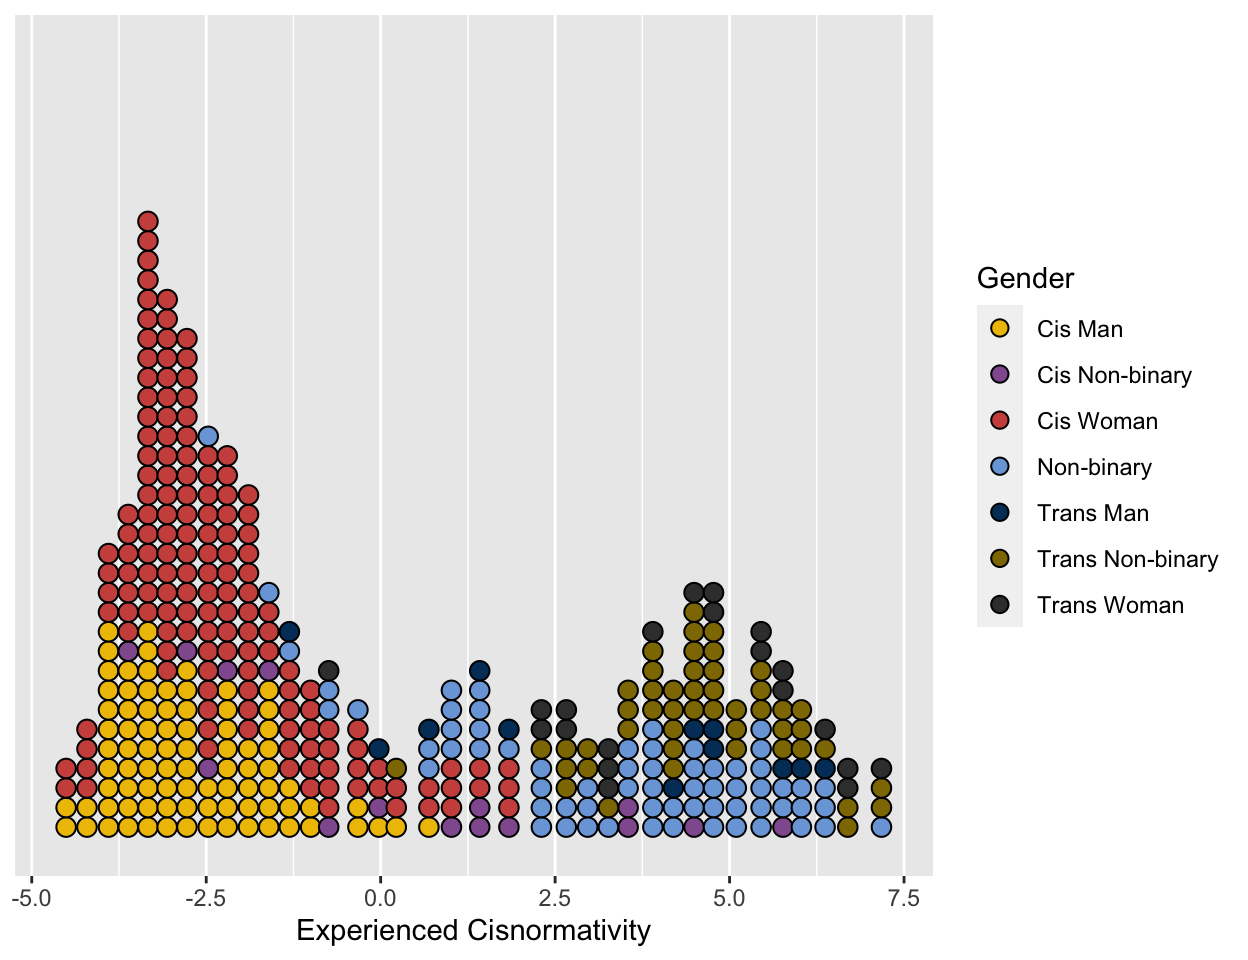 Gender
Cis Man
Cis Non-binary
Cis Woman
Non-binary
Trans Man
Trans Non-binary
Trans Woman
-5.0 -2.5 0.0 2.5 5.0 7.5
Experienced Cisnormativity